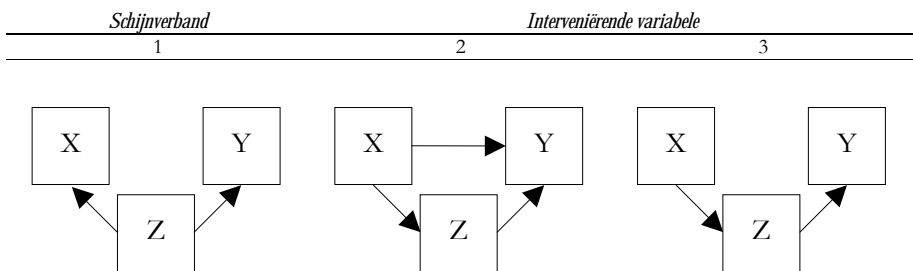 Schijnverband Interveniërende variabele
1 2 3
X Y X Y X Y
Z Z Z